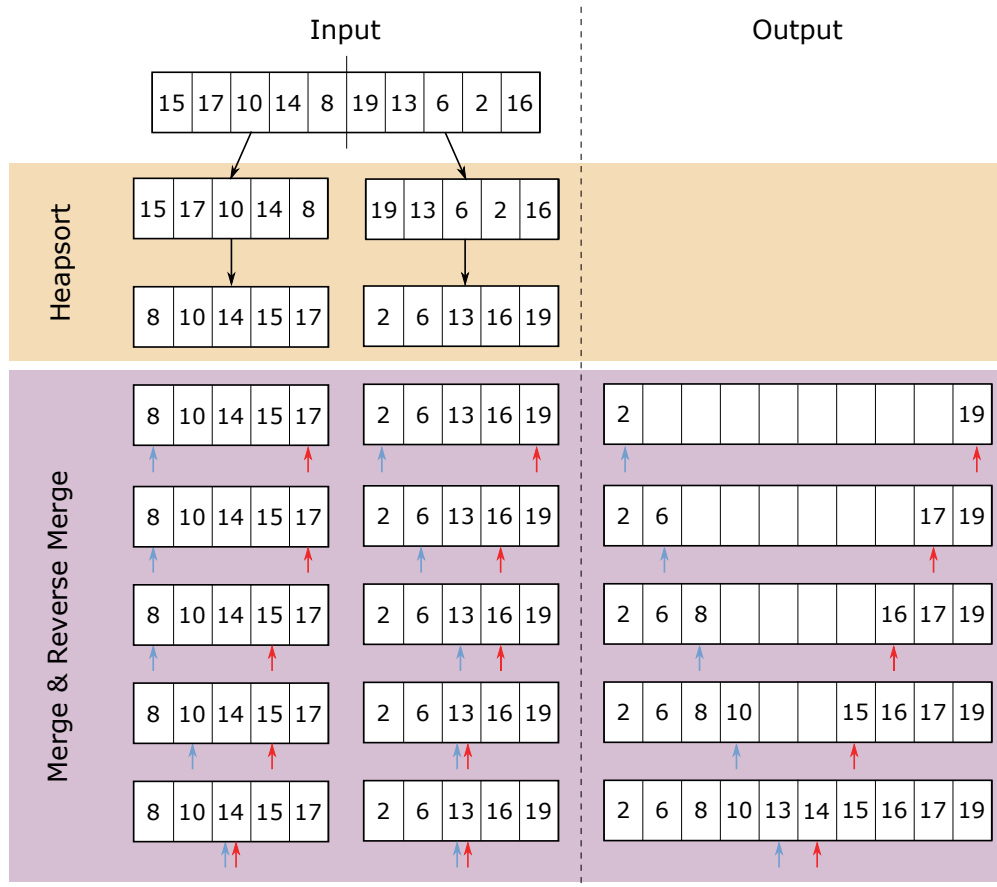 Input
Output
15 17 10 14 8 19 13 6 2 16
Heapsort
15 17 10 14 8
19 13 6 2 16
8 10 14 15 17
2 6 13 16 19
Merge & Reverse Merge
8 10 14 15 17
2 6 13 16 19
2 19
8 10 14 15 17
2 6 13 16 19
2 6 17 19
8 10 14 15 17
2 6 13 16 19
2 6 8 16 17 19
8 10 14 15 17
2 6 13 16 19
2 6 8 10 15 16 17 19
8 10 14 15 17
2 6 13 16 19
2 6 8 10 13 14 15 16 17 19